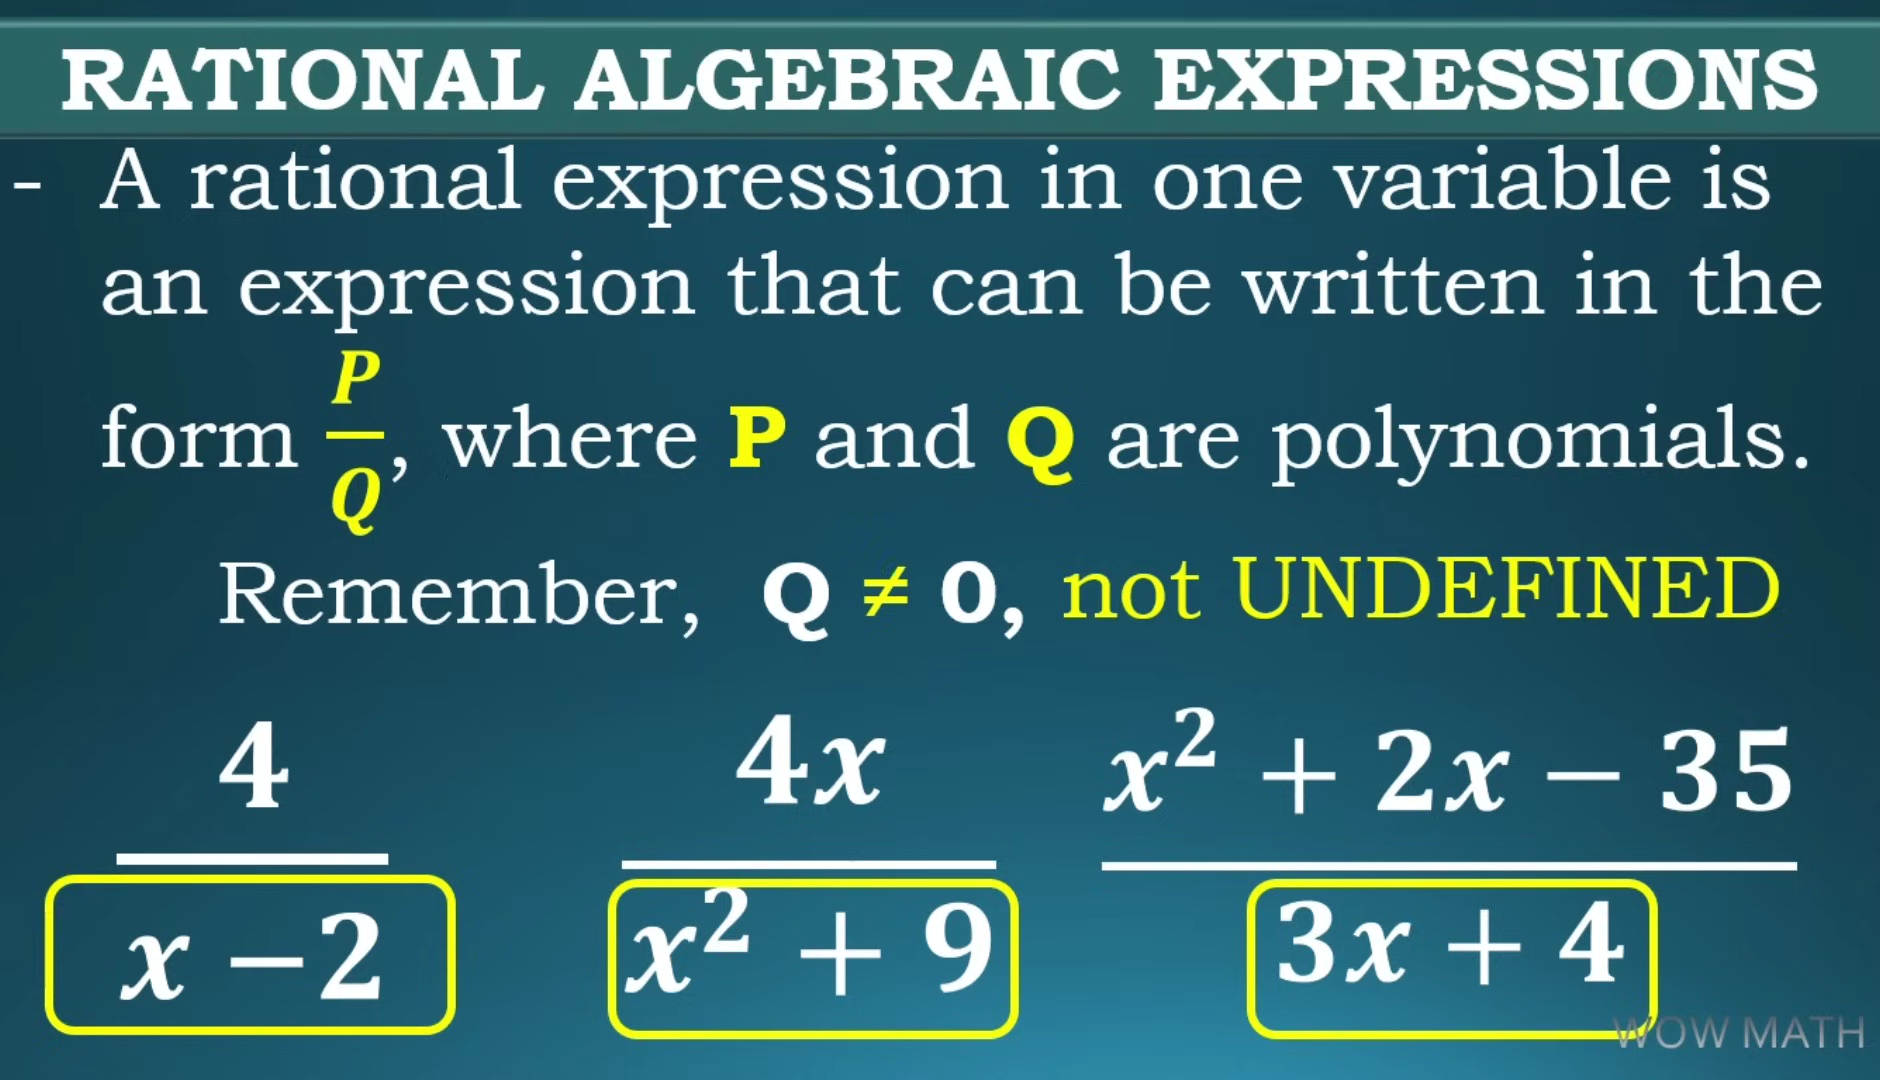 RATIONAL ALGEBRAIC EXPRESSIONS
- A rational expression in one variable is
an expression that can be written in the
form P/Q, where P and Q are polynomials.
Remember, Q ≠ 0, not UNDEFINED
4 4x x² + 2x − 35
x −2 x² + 9 3x + 4
WOW MATH